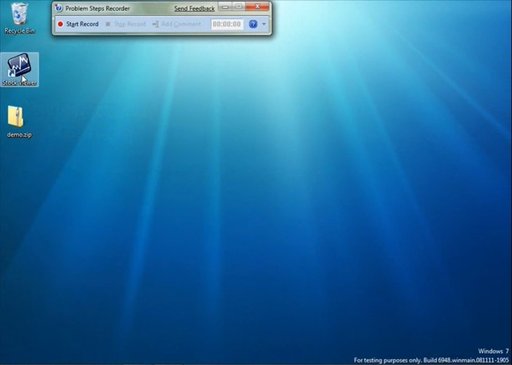 Problem Steps Recorder
Send Feedback
Start Record
Stop Record
Add Comment
00:00:00
Recycle Bin
Stock Viewer
demo.zip
Windows 7
For testing purposes only. Build 6948.winmain.081111-1905